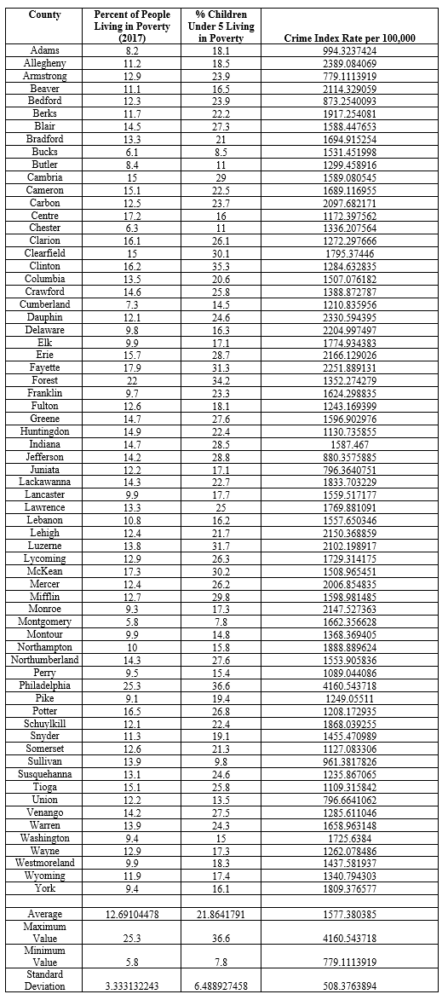 County Percent of People Living in Poverty (2017) % Children Under 5 Living in Poverty Crime Index Rate per 100,000
Adams 8.2 18.1 994.3237424
Allegheny 11.2 18.5 2389.084069
Armstrong 12.9 23.9 779.1113919
Beaver 11.1 16.5 2114.329059
Bedford 12.3 23.9 873.2540093
Berks 11.7 22.2 1917.254081
Blair 14.5 27.3 1588.447653
Bradford 13.3 21 1694.915254
Bucks 6.1 8.5 1531.451998
Butler 8.4 11 1299.458916
Cambria 15 29 1589.080545
Cameron 15.1 22.5 1689.116955
Carbon 12.5 23.7 2097.682171
Centre 17.2 16 1172.397562
Chester 6.3 11 1336.207564
Clarion 16.1 26.1 1272.297666
Clearfield 15 30.1 1795.37446
Clinton 16.2 35.3 1284.632835
Columbia 13.5 20.6 1507.076182
Crawford 14.6 25.8 1388.872787
Cumberland 7.3 14.5 1210.835956
Dauphin 12.1 24.6 2330.594395
Delaware 9.8 16.3 2204.997497
Elk 9.9 17.1 1774.934383
Erie 15.7 28.7 2166.129026
Fayette 17.9 31.3 2251.889131
Forest 22 34.2 1352.274279
Franklin 9.7 23.3 1624.298835
Fulton 12.6 18.1 1243.169399
Greene 14.7 27.6 1596.902976
Huntingdon 14.9 22.4 1130.735855
Indiana 14.7 28.5 1587.467
Jefferson 14.2 28.8 880.3575885
Juniata 12.2 17.1 796.3640751
Lackawanna 14.3 22.7 1833.703229
Lancaster 9.9 17.7 1559.517177
Lawrence 13.3 25 1769.881091
Lebanon 10.8 16.2 1557.650346
Lehigh 12.4 21.7 2150.368859
Luzerne 13.8 31.7 2102.198917
Lycoming 12.9 26.3 1729.314175
McKean 17.3 30.2 1508.965451
Mercer 12.4 26.2 2006.854835
Mifflin 12.7 29.8 1598.981485
Monroe 9.3 17.3 2147.527363
Montgomery 5.8 7.8 1662.356628
Montour 9.9 14.8 1368.369405
Northampton 10 15.8 1888.889624
Northumberland 14.3 27.6 1553.905836
Perry 9.5 15.4 1089.044086
Philadelphia 25.3 36.6 4160.543718
Pike 9.1 19.4 1249.05511
Potter 16.5 26.8 1208.172935
Schuylkill 12.1 22.4 1868.039255
Snyder 11.3 19.1 1455.470989
Somerset 12.6 21.3 1127.083306
Sullivan 13.9 9.8 961.3817826
Susquehanna 13.1 24.6 1235.867065
Tioga 15.1 25.8 1109.315842
Union 12.2 13.5 796.6641062
Venango 14.2 27.5 1285.611046
Warren 13.9 24.3 1658.963148
Washington 9.4 15 1725.6384
Wayne 12.9 17.3 1262.078486
Westmoreland 9.9 18.3 1437.581937
Wyoming 11.9 17.4 1340.794303
York 9.4 16.1 1809.376577
Average 12.69104478 21.8641791 1577.380385
Maximum Value 25.3 36.6 4160.543718
Minimum Value 5.8 7.8 779.1113919
Standard Deviation 3.333132243 6.488927458 508.3763894